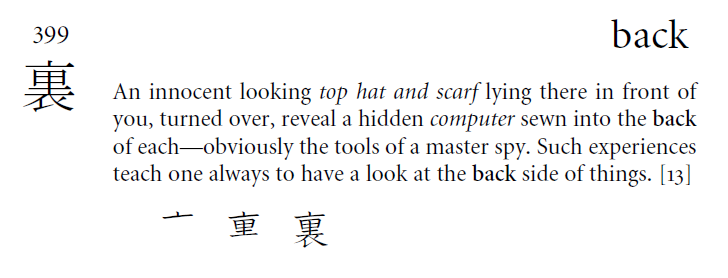 399
back
裏
An innocent looking top hat and scarf lying there in front of
you, turned over, reveal a hidden computer sewn into the back
of each—obviously the tools of a master spy. Such experiences
teach one always to have a look at the back side of things. [13]
亠 裏